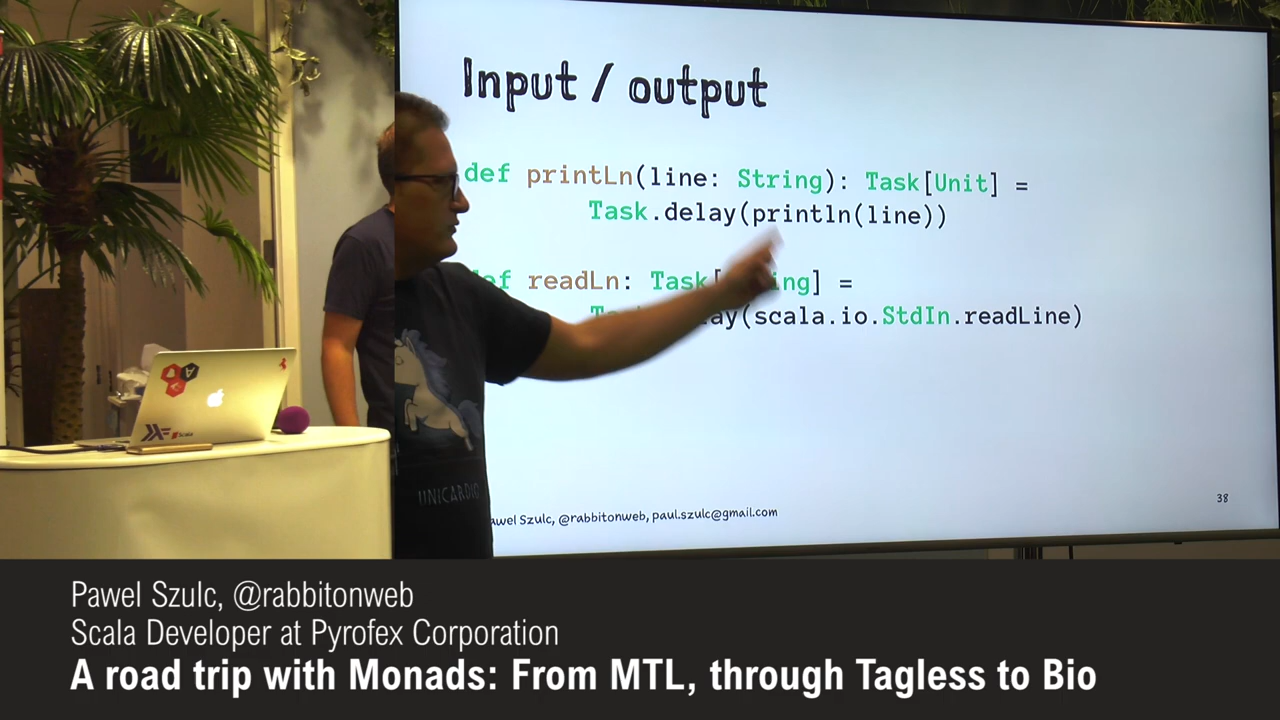 Input / output
def printLn(line: String): Task[Unit] =
Task.delay(println(line))
readLn: Task[ ing] =
ay(scala.io.StdIn.readLine)
38
awel Szulc, @rabbitonweb, paul.szulc@gmail.com
UNICARDIO
Scala
Pawel Szulc, @rabbitonweb
Scala Developer at Pyrofex Corporation
A road trip with Monads: From MTL, through Tagless to Bio